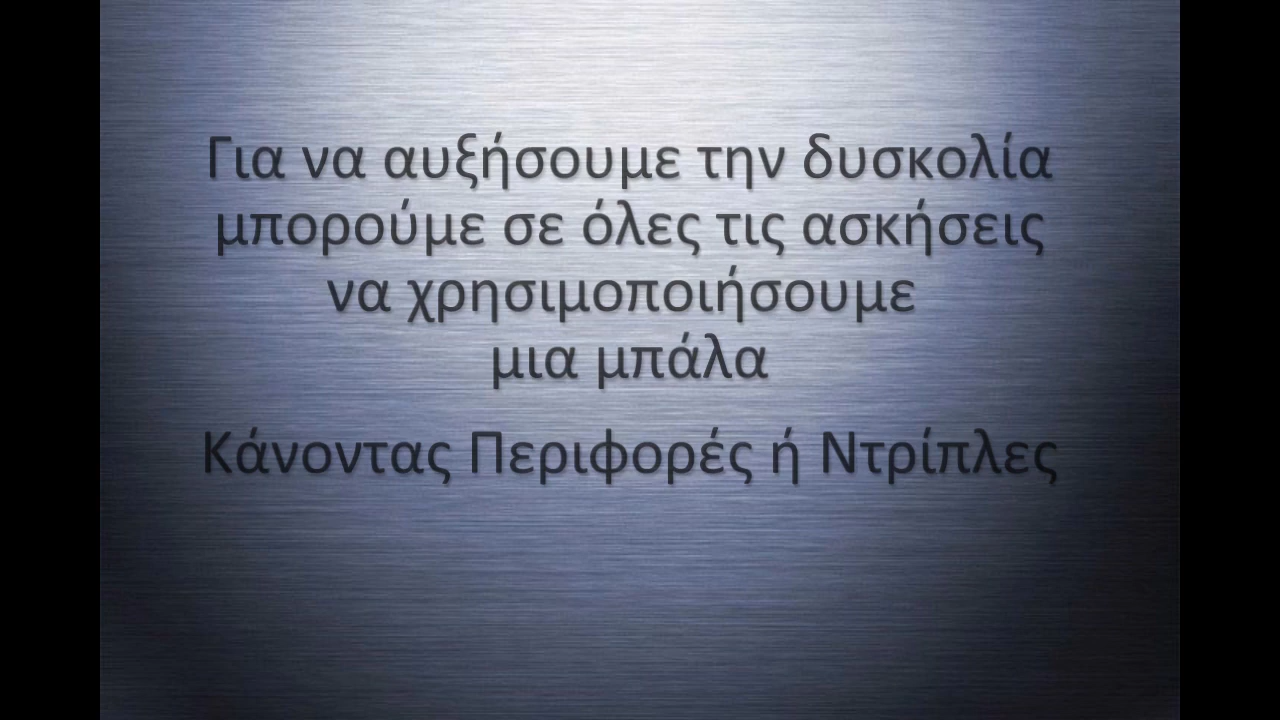 Για να αυξήσουμε την δυσκολία
μπορούμε σε όλες τις ασκήσεις
να χρησιμοποιήσουμε
μια μπάλα
Κάνοντας Περιφορές ή Ντρίπλες